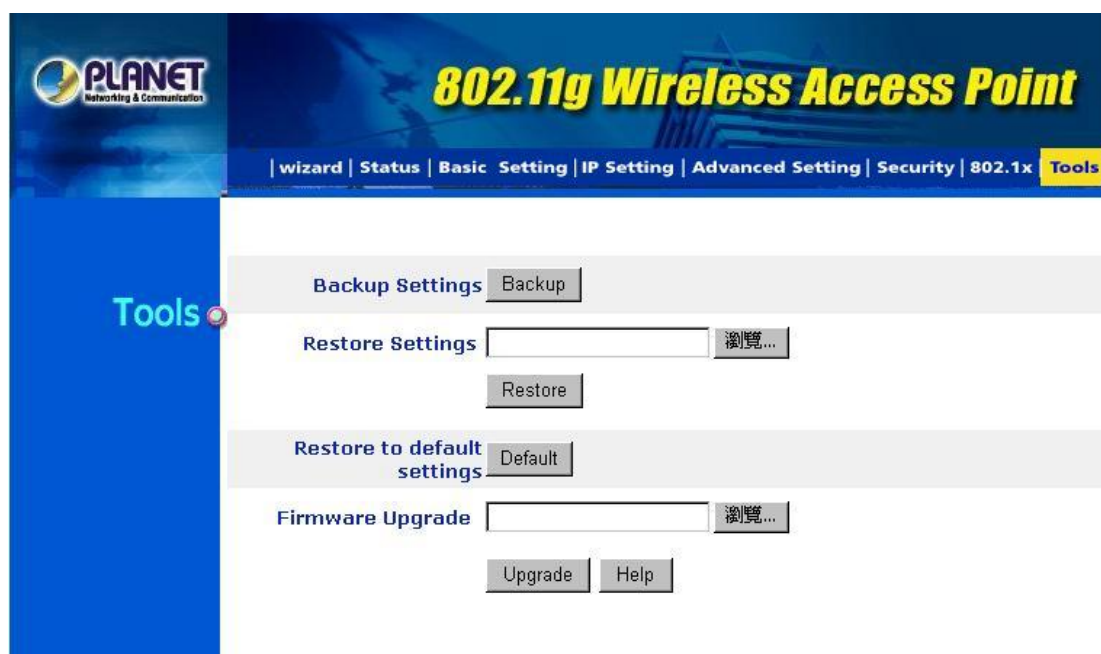 PLANET
Networking & Communication
802.11g Wireless Access Point
|wizard | Status | Basic Setting | IP Setting | Advanced Setting | Security | 802.1x | Tools
Tools
Backup Settings Backup
Restore Settings 瀏覽...
Restore
Restore to default
settings Default
Firmware Upgrade 瀏覽...
Upgrade Help